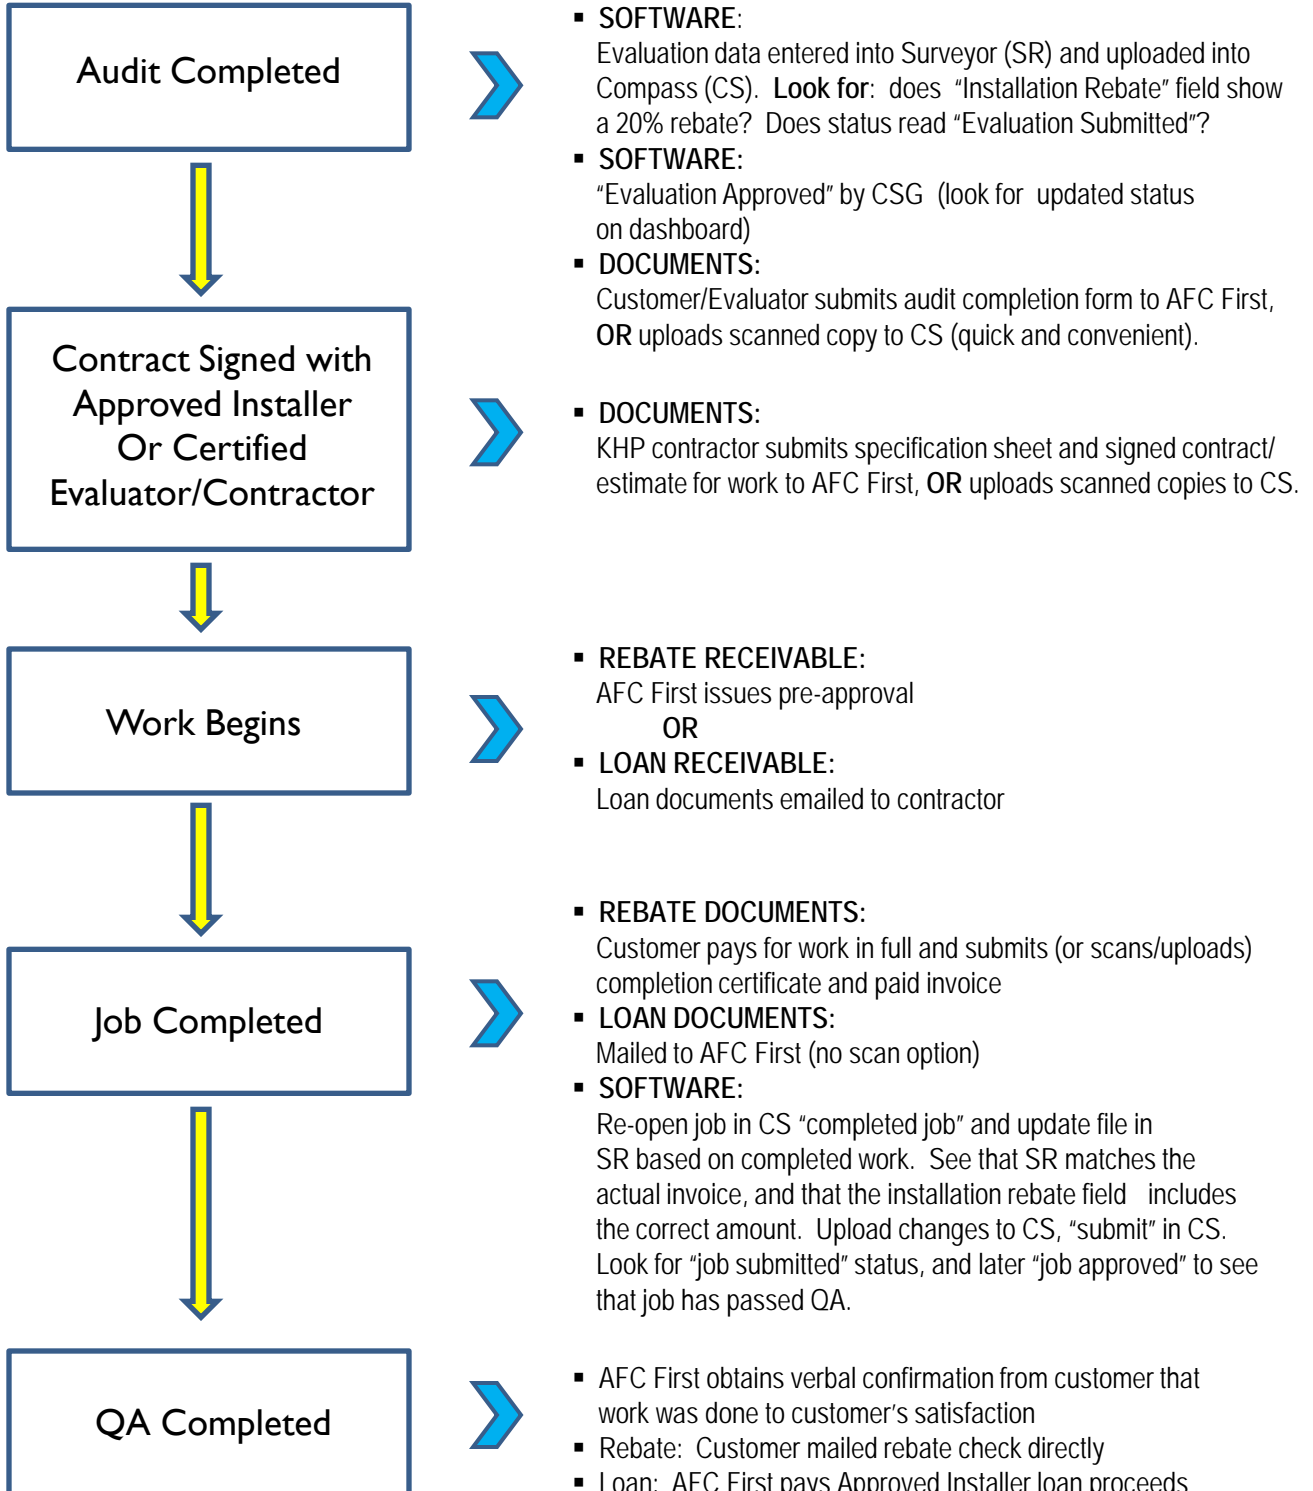 Audit Completed
▪ SOFTWARE:
Evaluation data entered into Surveyor (SR) and uploaded into
Compass (CS). Look for: does “Installation Rebate” field show
a 20% rebate? Does status read “Evaluation Submitted”?
▪ SOFTWARE:
“Evaluation Approved” by CSG (look for updated status
on dashboard)
▪ DOCUMENTS:
Customer/Evaluator submits audit completion form to AFC First,
OR uploads scanned copy to CS (quick and convenient).
Contract Signed with
Approved Installer
Or Certified
Evaluator/Contractor
▪ DOCUMENTS:
KHP contractor submits specification sheet and signed contract/
estimate for work to AFC First, OR uploads scanned copies to CS.
Work Begins
▪ REBATE RECEIVABLE:
AFC First issues pre-approval
OR
▪ LOAN RECEIVABLE:
Loan documents emailed to contractor
Job Completed
▪ REBATE DOCUMENTS:
Customer pays for work in full and submits (or scans/uploads)
completion certificate and paid invoice
▪ LOAN DOCUMENTS:
Mailed to AFC First (no scan option)
▪ SOFTWARE:
Re-open job in CS “completed job” and update file in
SR based on completed work. See that SR matches the
actual invoice, and that the installation rebate field includes
the correct amount. Upload changes to CS, “submit” in CS.
Look for “job submitted” status, and later “job approved” to see
that job has passed QA.
QA Completed
▪ AFC First obtains verbal confirmation from customer that
work was done to customer’s satisfaction
▪ Rebate: Customer mailed rebate check directly
▪ Loan: AFC First pays Approved Installer loan proceeds